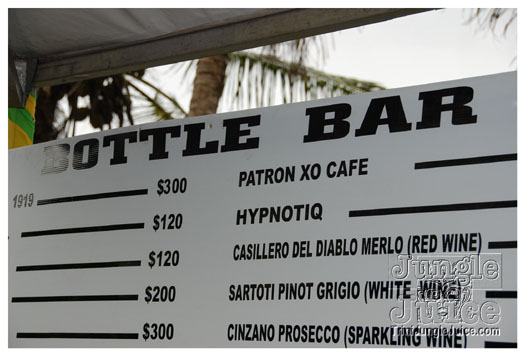 BOTTLE BAR
1919 $300
$120
$120
$200
$300
PATRON XO CAFE
HYPNOTIQ
CASILLERO DEL DIABLO MERLO (RED WINE)
SARTOTI PINOT GRIGIO (WHITE WINE)
CINZANO PROSECCO (SPARKLING WINE)
Jungle
Juice
TriniJungleJuice.com